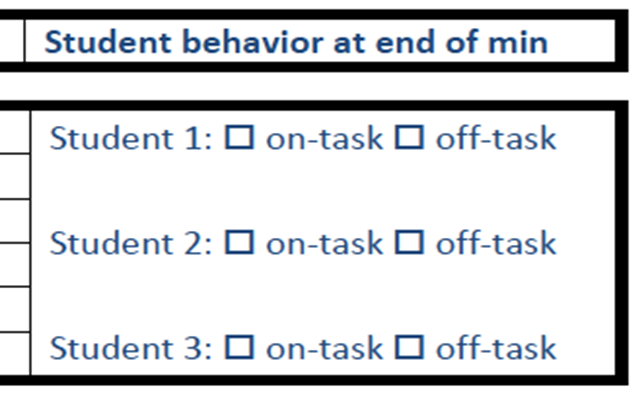 Student behavior at end of min
Student 1: ☐ on-task ☐ off-task
Student 2: ☐ on-task ☐ off-task
Student 3: ☐ on-task ☐ off-task